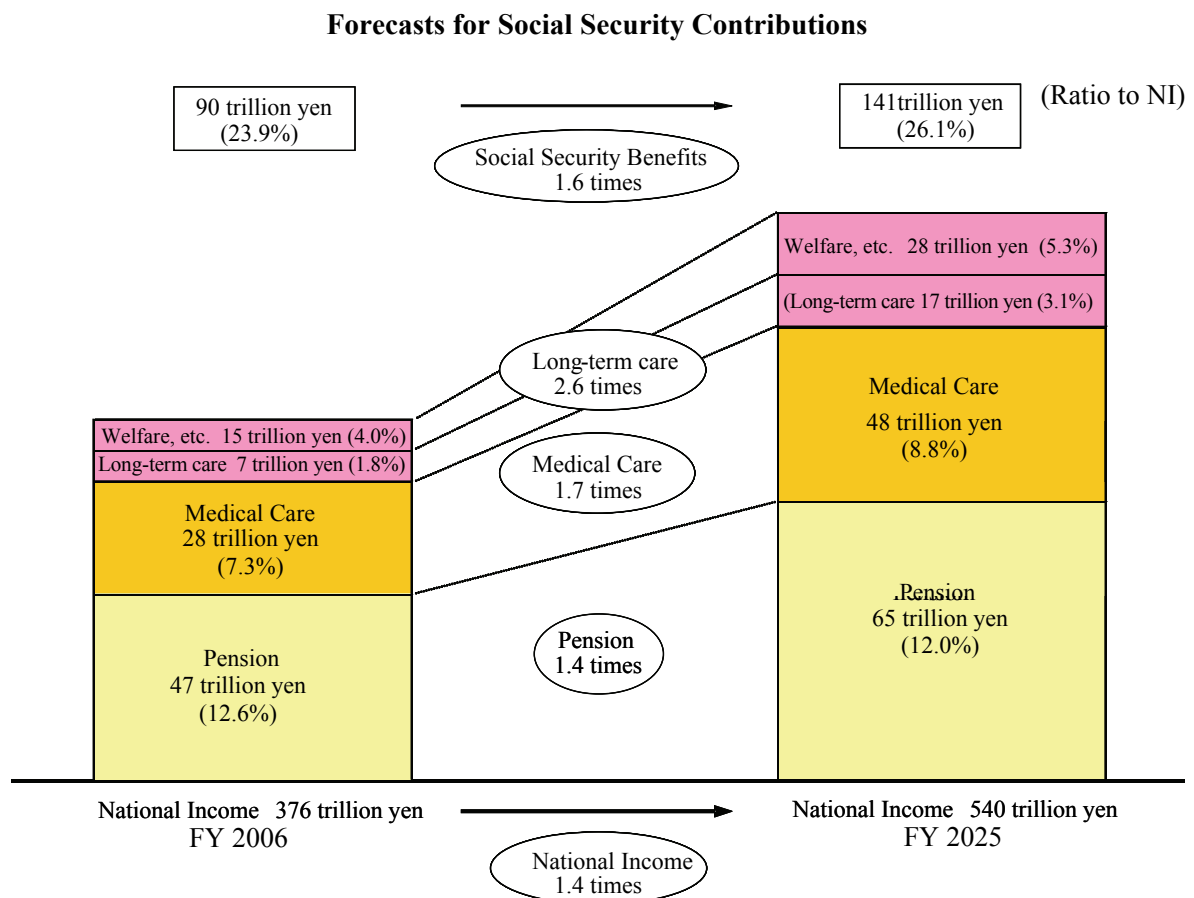 Forecasts for Social Security Contributions
90 trillion yen
(23.9%)
141trillion yen
(26.1%)
(Ratio to NI)
Social Security Benefits
1.6 times
Welfare, etc.  28 trillion yen  (5.3%)
(Long-term care 17 trillion yen (3.1%)
Long-term care
2.6 times
Medical Care
48 trillion yen
(8.8%)
Welfare, etc.  15 trillion yen (4.0%)
Long-term care  7 trillion yen (1.8%)
Medical Care
1.7 times
Medical Care
28 trillion yen
(7.3%)
Pension
65 trillion yen
(12.0%)
Pension
1.4 times
Pension
47 trillion yen
(12.6%)
National Income  376 trillion yen
FY 2006
National Income  540 trillion yen
FY 2025
National Income
1.4 times